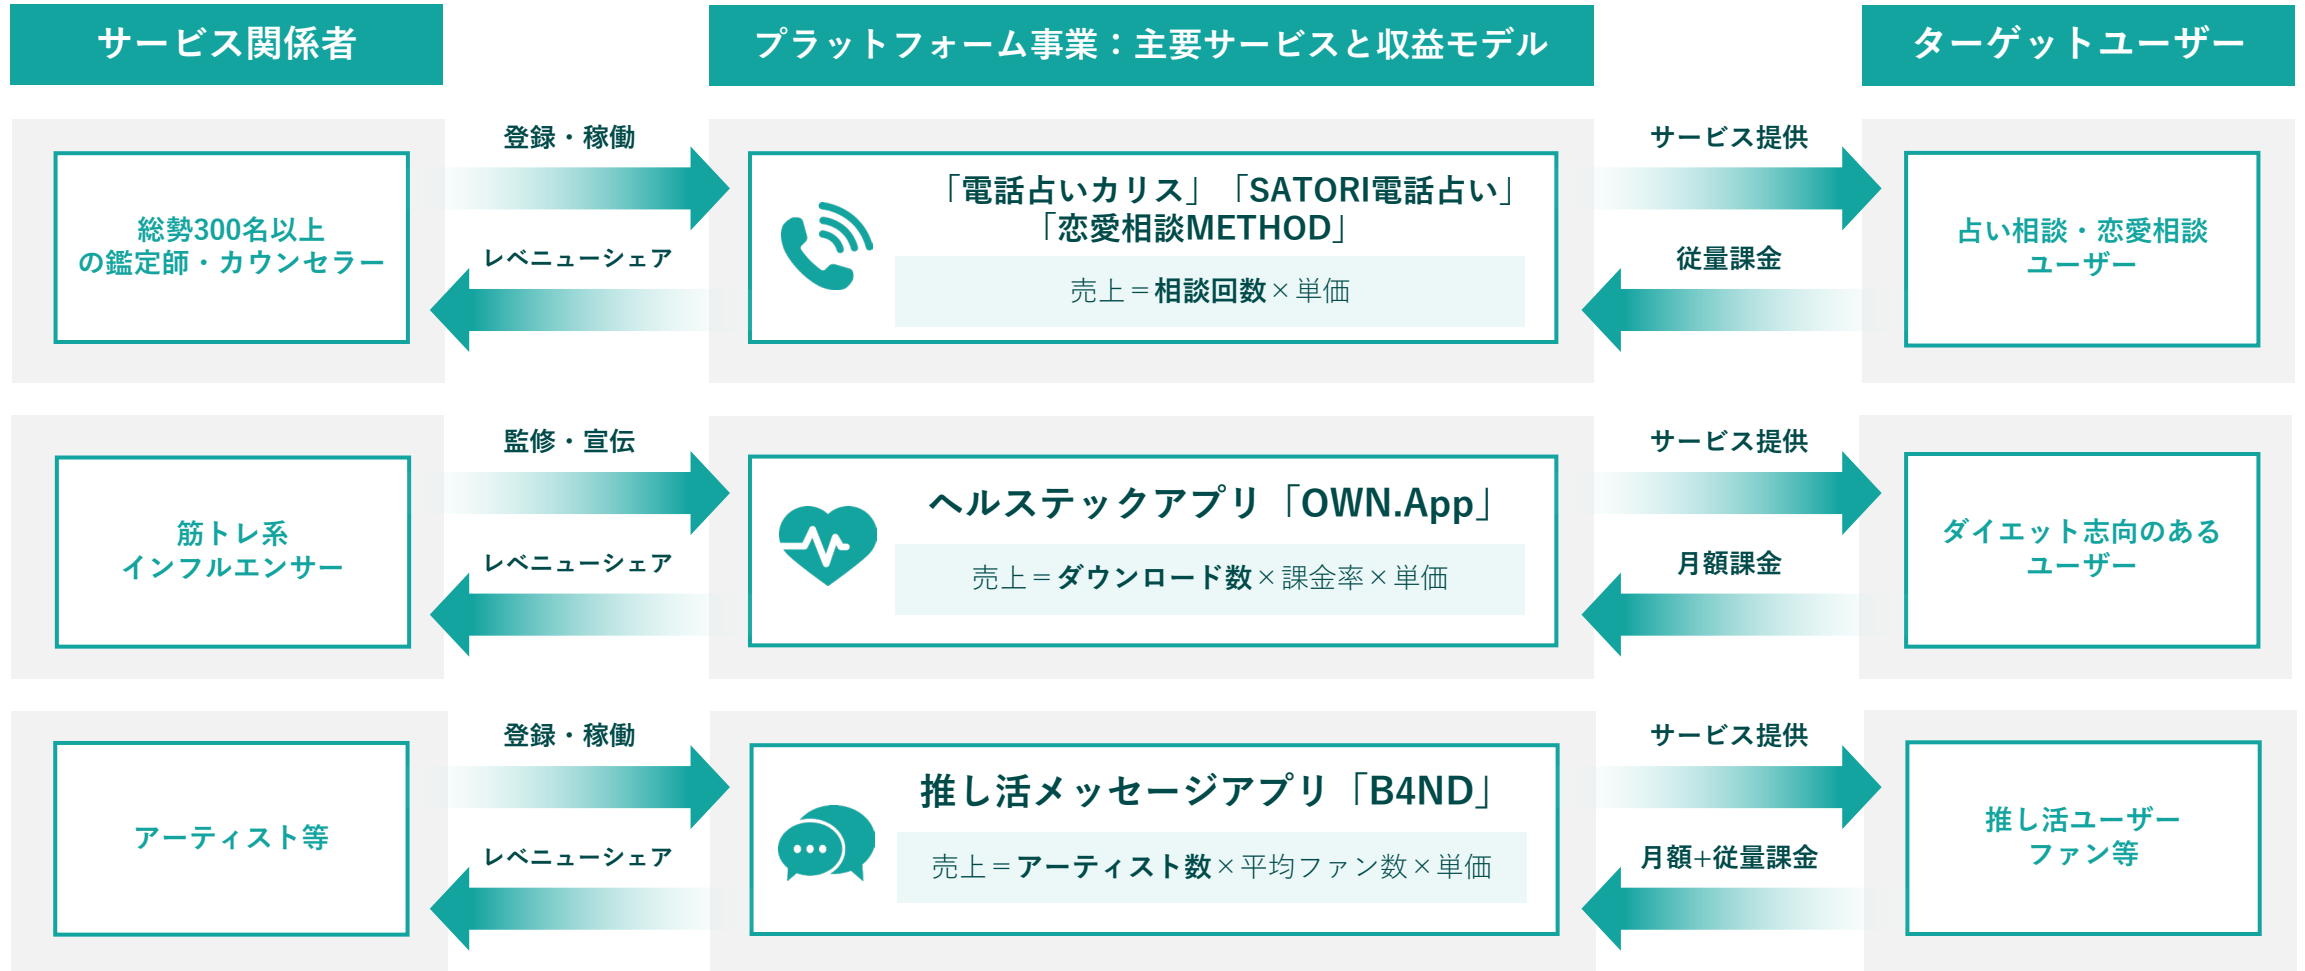 サービス関係者
プラットフォーム事業：主要サービスと収益モデル
ターゲットユーザー
総勢300名以上
の鑑定師・カウンセラー
登録・稼働
レベニューシェア
「電話占いカリス」「SATORI電話占い」
「恋愛相談METHOD」
売上＝相談回数×単価
サービス提供
従量課金
占い相談・恋愛相談
ユーザー
筋トレ系
インフルエンサー
監修・宣伝
レベニューシェア
ヘルステックアプリ「OWN.App」
売上＝ダウンロード数×課金率×単価
サービス提供
月額課金
ダイエット志向のある
ユーザー
アーティスト等
登録・稼働
レベニューシェア
推し活メッセージアプリ「B4ND」
売上＝アーティスト数×平均ファン数×単価
サービス提供
月額+従量課金
推し活ユーザー
ファン等